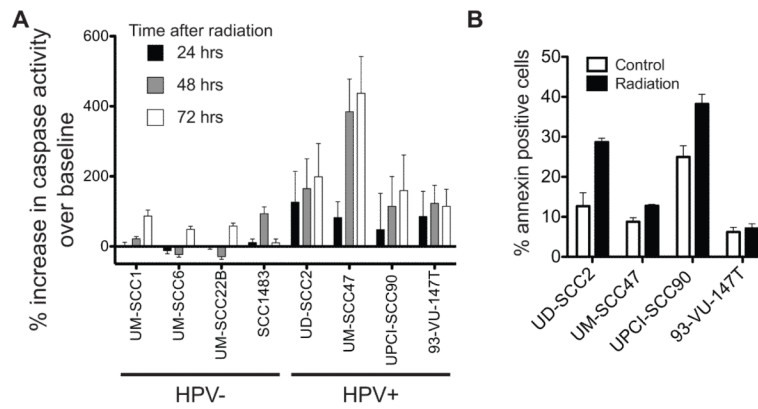 A
% increase in caspase activity
over baseline
Time after radiation
24 hrs
48 hrs
72 hrs
600
400
200
0
UM-SCC1
UM-SCC6
UM-SCC22B
SCC1483
UD-SCC2
UM-SCC47
UPCI-SCC90
93-VU-147T
HPV-
HPV+
B
% annexin positive cells
Control
Radiation
50
40
30
20
10
0
UD-SCC2
UM-SCC47
UPCI-SCC90
93-VU-147T